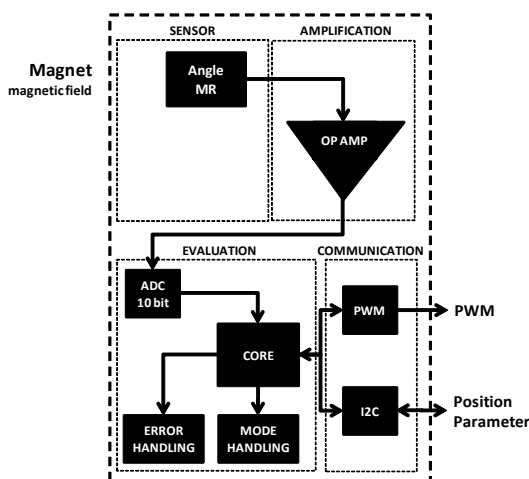 SENSOR
AMPLIFICATION
Magnet
magnetic field
Angle
MR
OP AMP
EVALUATION
COMMUNICATION
ADC
10 bit
PWM
PWM
CORE
I2C
Position
Parameter
ERROR
HANDLING
MODE
HANDLING